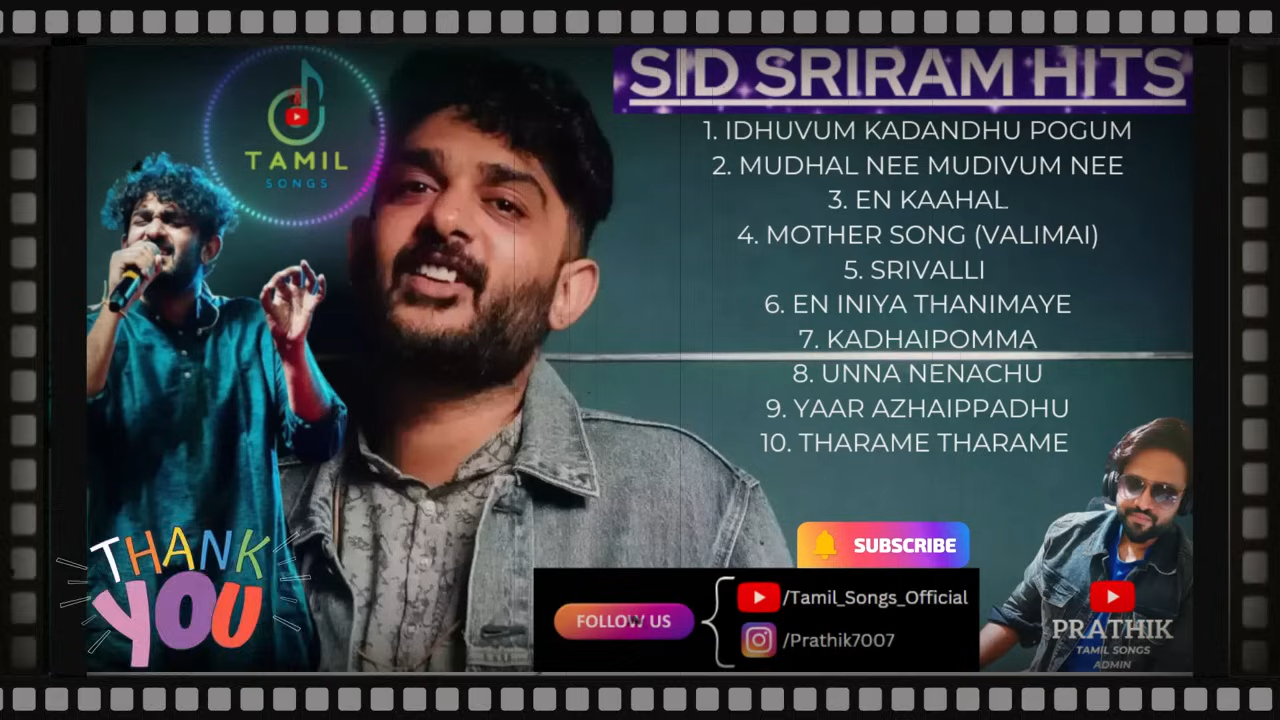 TAMIL
SONGS
SID SRIRAM HITS
1. IDHUVUM KADANDHU POGUM
2. MUDHAL NEE MUDIVUM NEE
3. EN KAAHAL
4. MOTHER SONG (VALIMAI)
5. SRIVALLI
6. EN INIYA THANIMAYE
7. KADHAIPOMMA
8. UNNA NENACHU
9. YAAR AZHAIPPADHU
10. THARAME THARAME
THANK
YOU
SUBSCRIBE
FOLLOW US
/Tamil_Songs_Official
/Prathik7007
PRATHIK
TAMIL SONGS
ADMIN